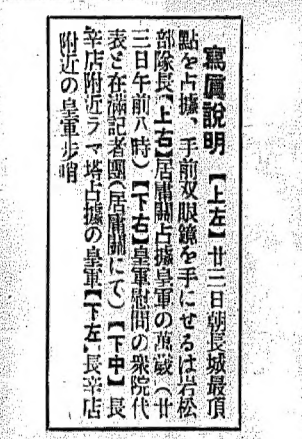 寫眞說明【上左】廿三日朝長城最頂
點を占據、手前双眼鏡を手にせるは岩松
部隊長【上右】居庸關占據皇軍の萬歲(廿
三日午前八時)【下右】皇軍慰問の衆院代
表と在滿記者團(居庸關にて)【下中】長
辛店附近ラマ塔占據の皇軍【下左】長辛店
附近の皇軍步哨